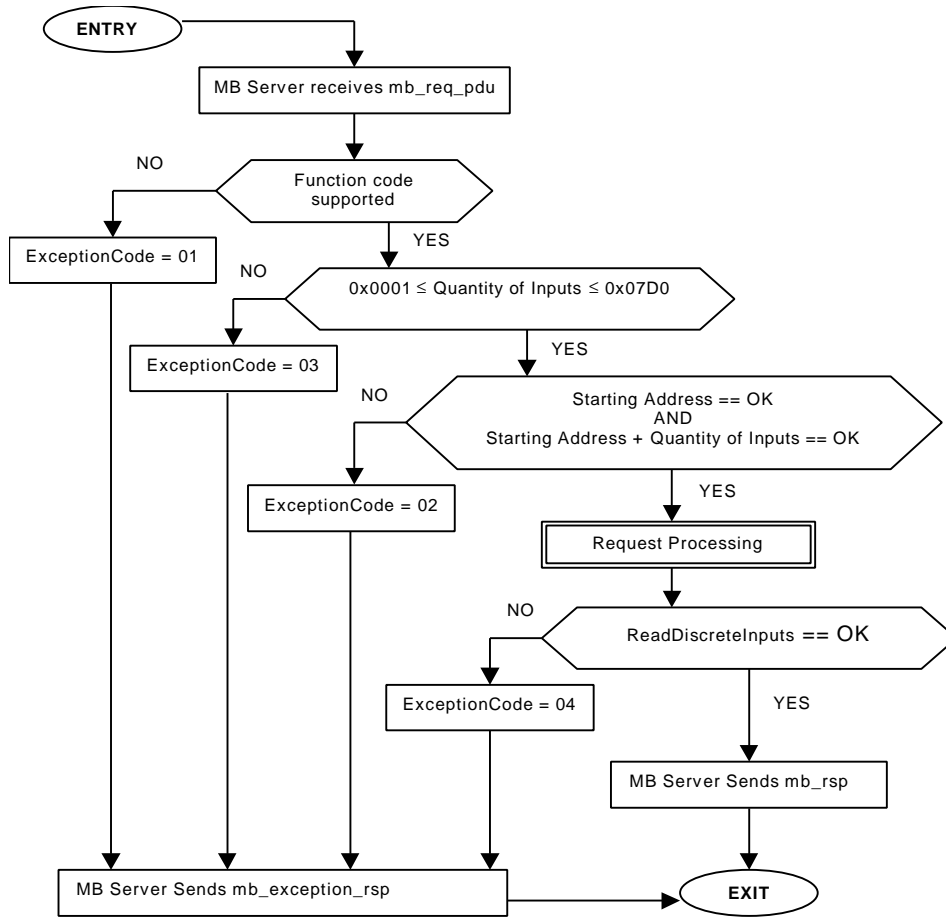 ENTRY
MB Server receives mb_req_pdu
NO
Function code
supported
YES
ExceptionCode = 01
NO
0x0001 ≤ Quantity of Inputs ≤ 0x07D0
YES
ExceptionCode = 03
NO
Starting Address == OK
AND
Starting Address + Quantity of Inputs == OK
YES
ExceptionCode = 02
Request Processing
NO
ReadDiscreteInputs == OK
YES
ExceptionCode = 04
MB Server Sends mb_rsp
MB Server Sends mb_exception_rsp
EXIT